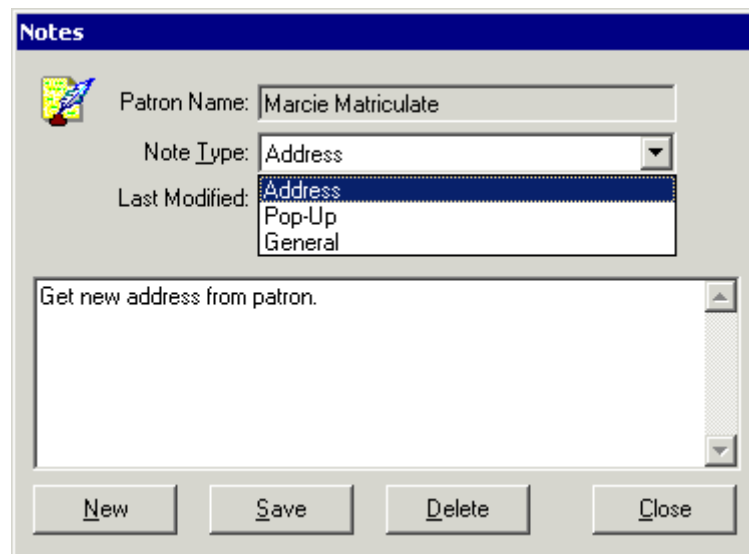 Notes
Patron Name: Marcie Matriculate
Note Type: Address
Last Modified: Address
Pop-Up
General
Get new address from patron.
New Save Delete Close